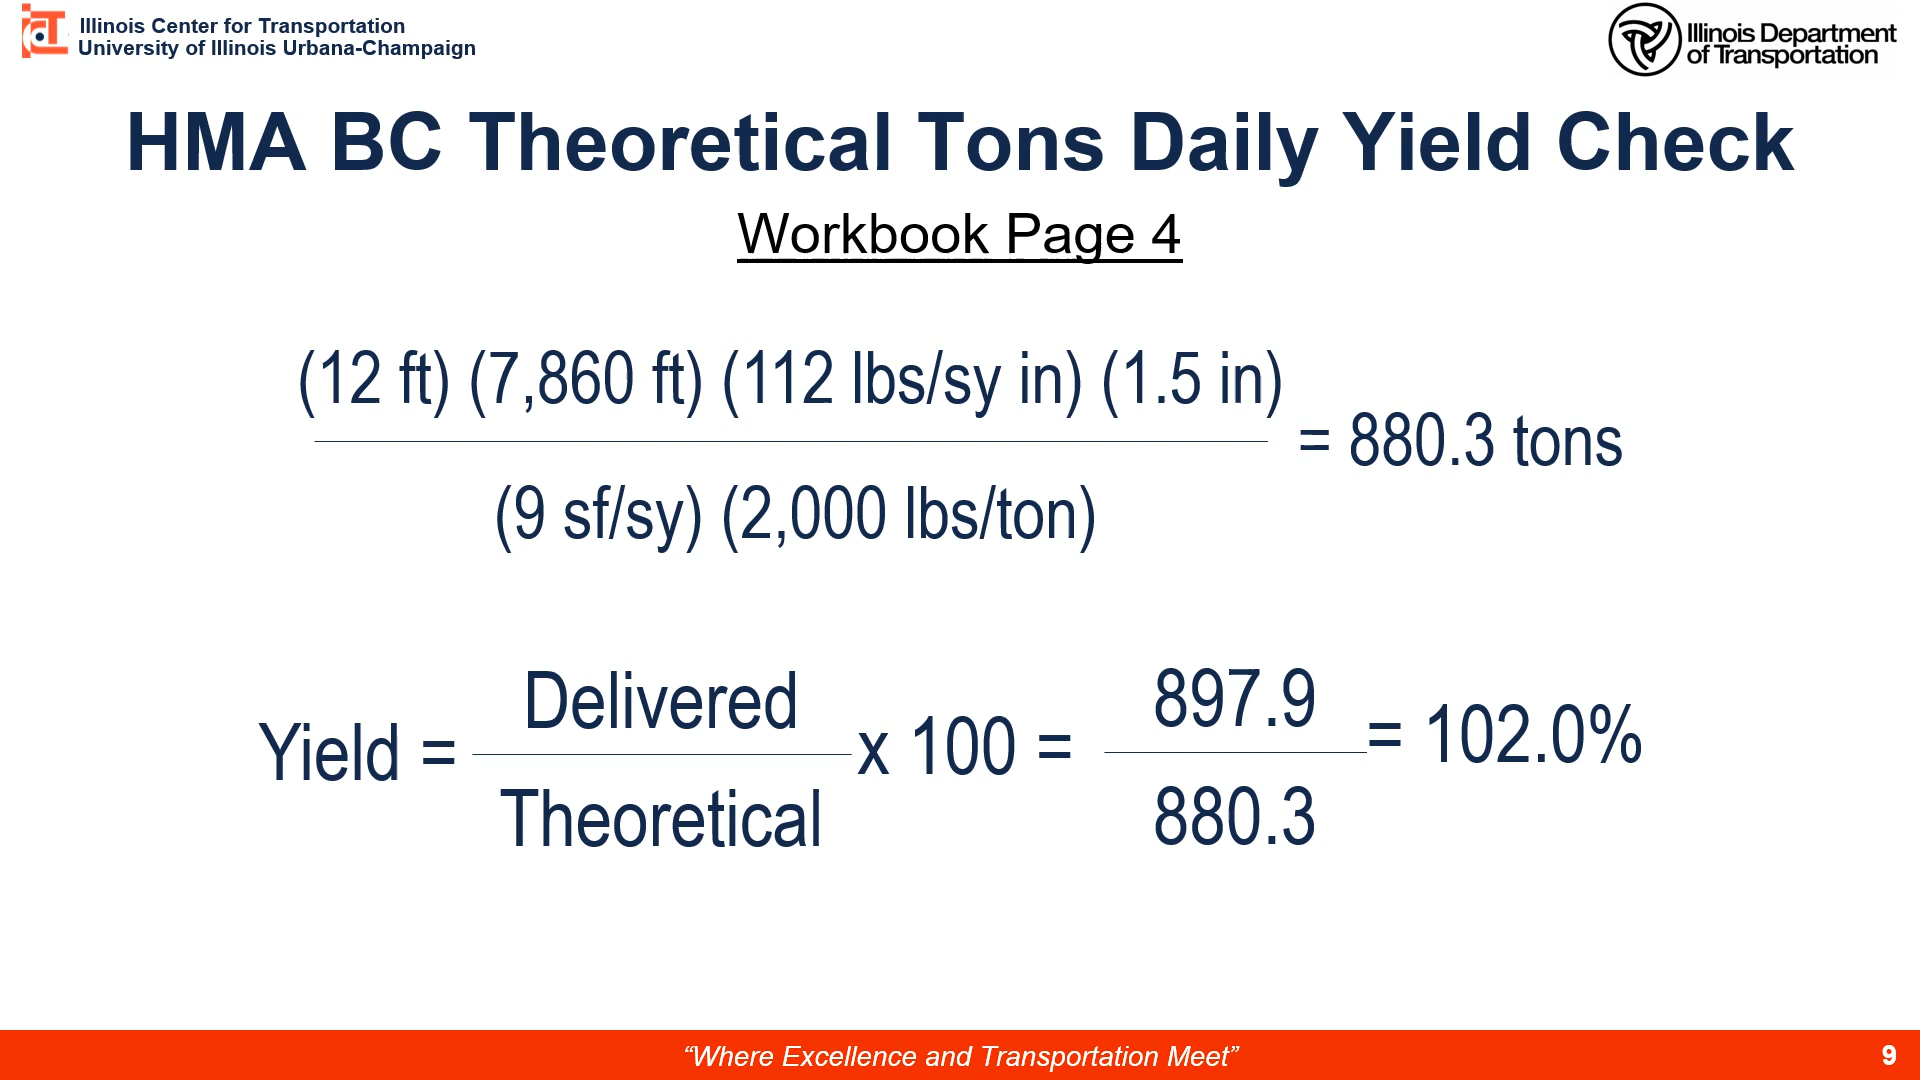 Illinois Center for Transportation
University of Illinois Urbana-Champaign
Illinois Department
of Transportation
HMA BC Theoretical Tons Daily Yield Check
Workbook Page 4
(12 ft) (7,860 ft) (112 lbs/sy in) (1.5 in)
= 880.3 tons
(9 sf/sy) (2,000 lbs/ton)
Yield =
Delivered
Theoretical
x 100 =
897.9
880.3
= 102.0%
“Where Excellence and Transportation Meet”
9